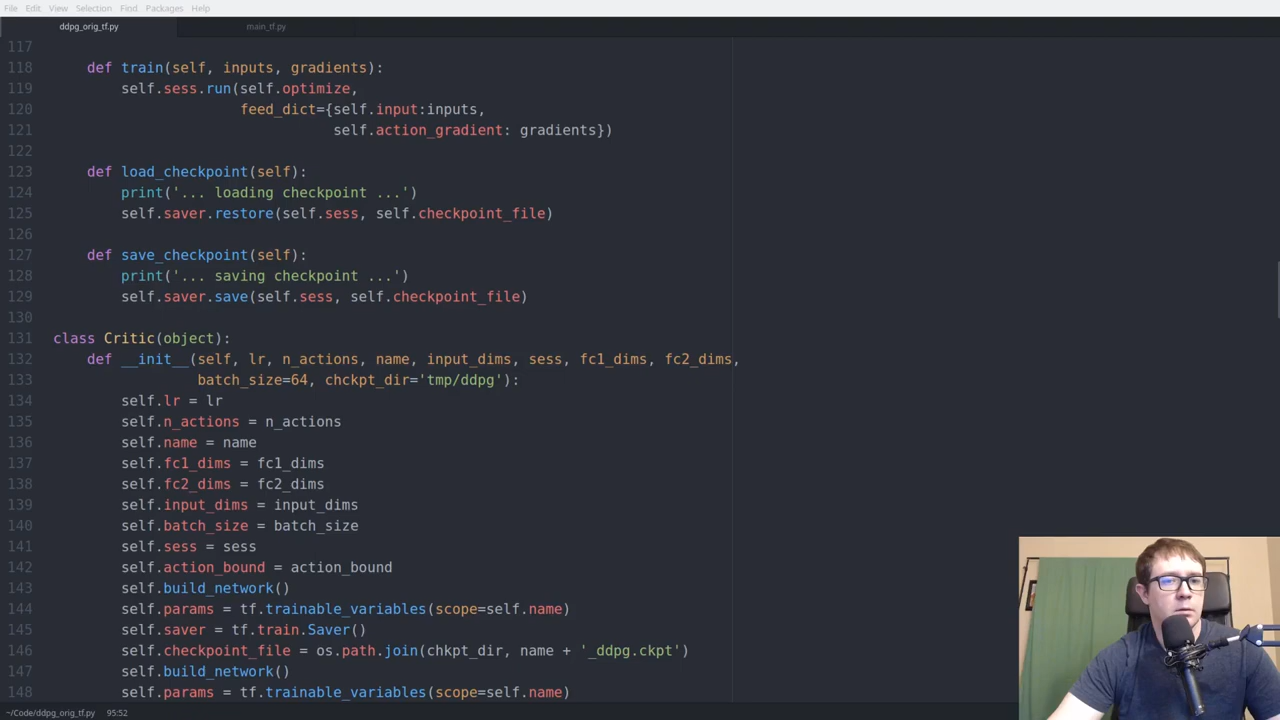 File Edit View Selection Find Packages Help
ddpg_orig_tf.py main_tf.py
117
118 def train(self, inputs, gradients):
119 self.sess.run(self.optimize,
120 feed_dict={self.input:inputs,
121 self.action_gradient: gradients})
122
123 def load_checkpoint(self):
124 print('... loading checkpoint ...')
125 self.saver.restore(self.sess, self.checkpoint_file)
126
127 def save_checkpoint(self):
128 print('... saving checkpoint ...')
129 self.saver.save(self.sess, self.checkpoint_file)
130
131 class Critic(object):
132 def __init__(self, lr, n_actions, name, input_dims, sess, fc1_dims, fc2_dims,
133 batch_size=64, chckpt_dir='tmp/ddpg'):
134 self.lr = lr
135 self.n_actions = n_actions
136 self.name = name
137 self.fc1_dims = fc1_dims
138 self.fc2_dims = fc2_dims
139 self.input_dims = input_dims
140 self.batch_size = batch_size
141 self.sess = sess
142 self.action_bound = action_bound
143 self.build_network()
144 self.params = tf.trainable_variables(scope=self.name)
145 self.saver = tf.train.Saver()
146 self.checkpoint_file = os.path.join(chkpt_dir, name + '_ddpg.ckpt')
147 self.build_network()
148 self.params = tf.trainable_variables(scope=self.name)
~/Code/ddpg_orig_tf.py 95:52